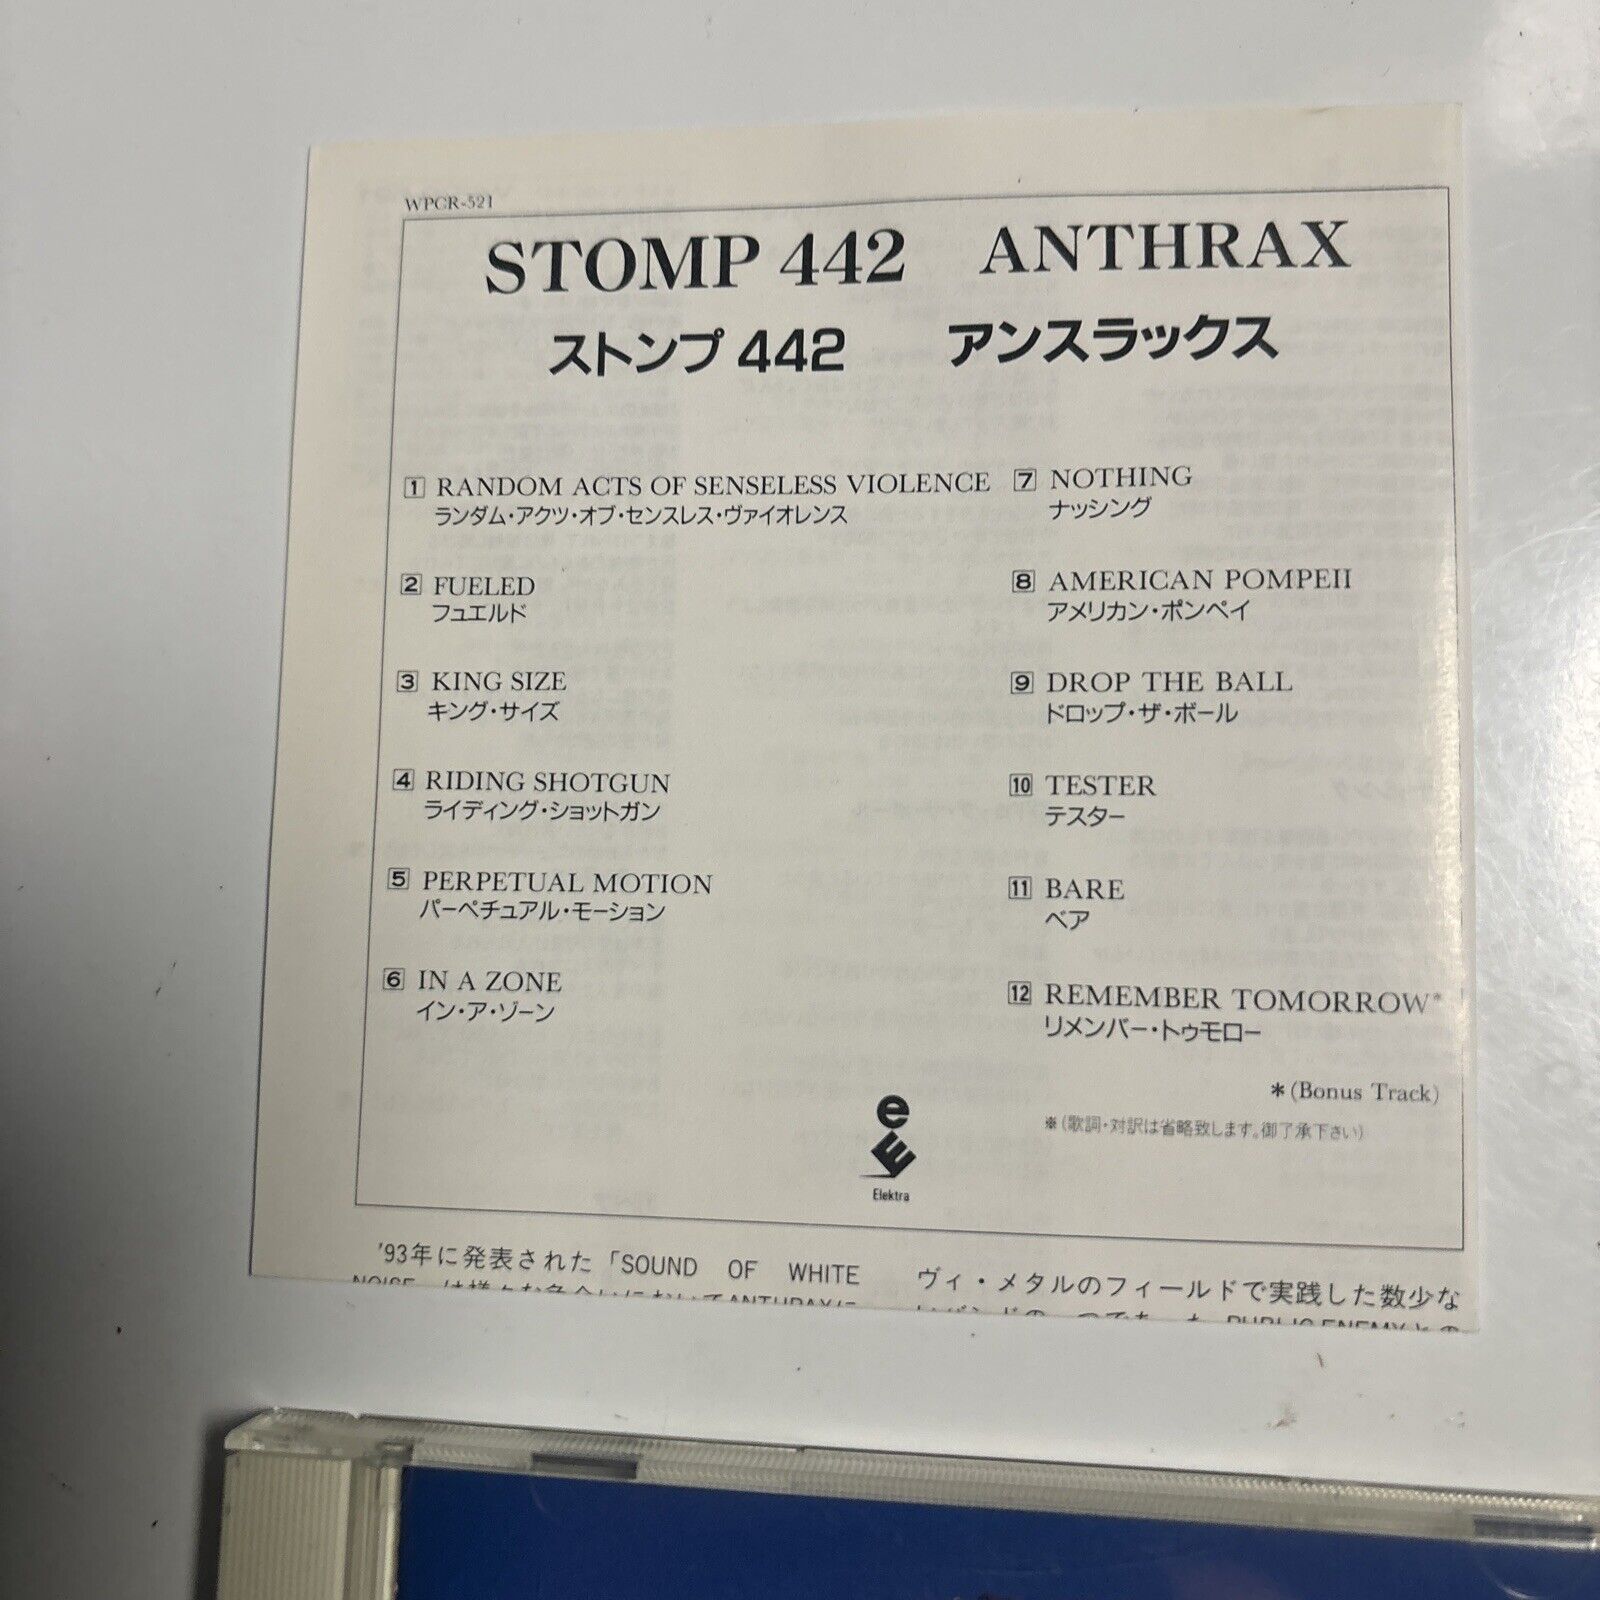 WPCR-521
STOMP 442 ANTHRAX
ストンプ 442 アンスラックス
1 RANDOM ACTS OF SENSELESS VIOLENCE
ランダム・アクツ・オブ・センスレス・ヴァイオレンス
2 FUELED
フュエルド
3 KING SIZE
キング・サイズ
4 RIDING SHOTGUN
ライディング・ショットガン
5 PERPETUAL MOTION
パーペチュアル・モーション
6 IN A ZONE
イン・ア・ゾーン
7 NOTHING
ナッシング
8 AMERICAN POMPEII
アメリカン・ポンペイ
9 DROP THE BALL
ドロップ・ザ・ボール
10 TESTER
テスター
11 BARE
ベア
12 REMEMBER TOMORROW*
リメンバー・トゥモロー
*(Bonus Track)
※(歌詞・対訳は省略致します。御了承下さい)
e
E
Elektra
'93年に発表された「SOUND OF WHITE
ヴィ・メタルのフィールドで実践した数少な